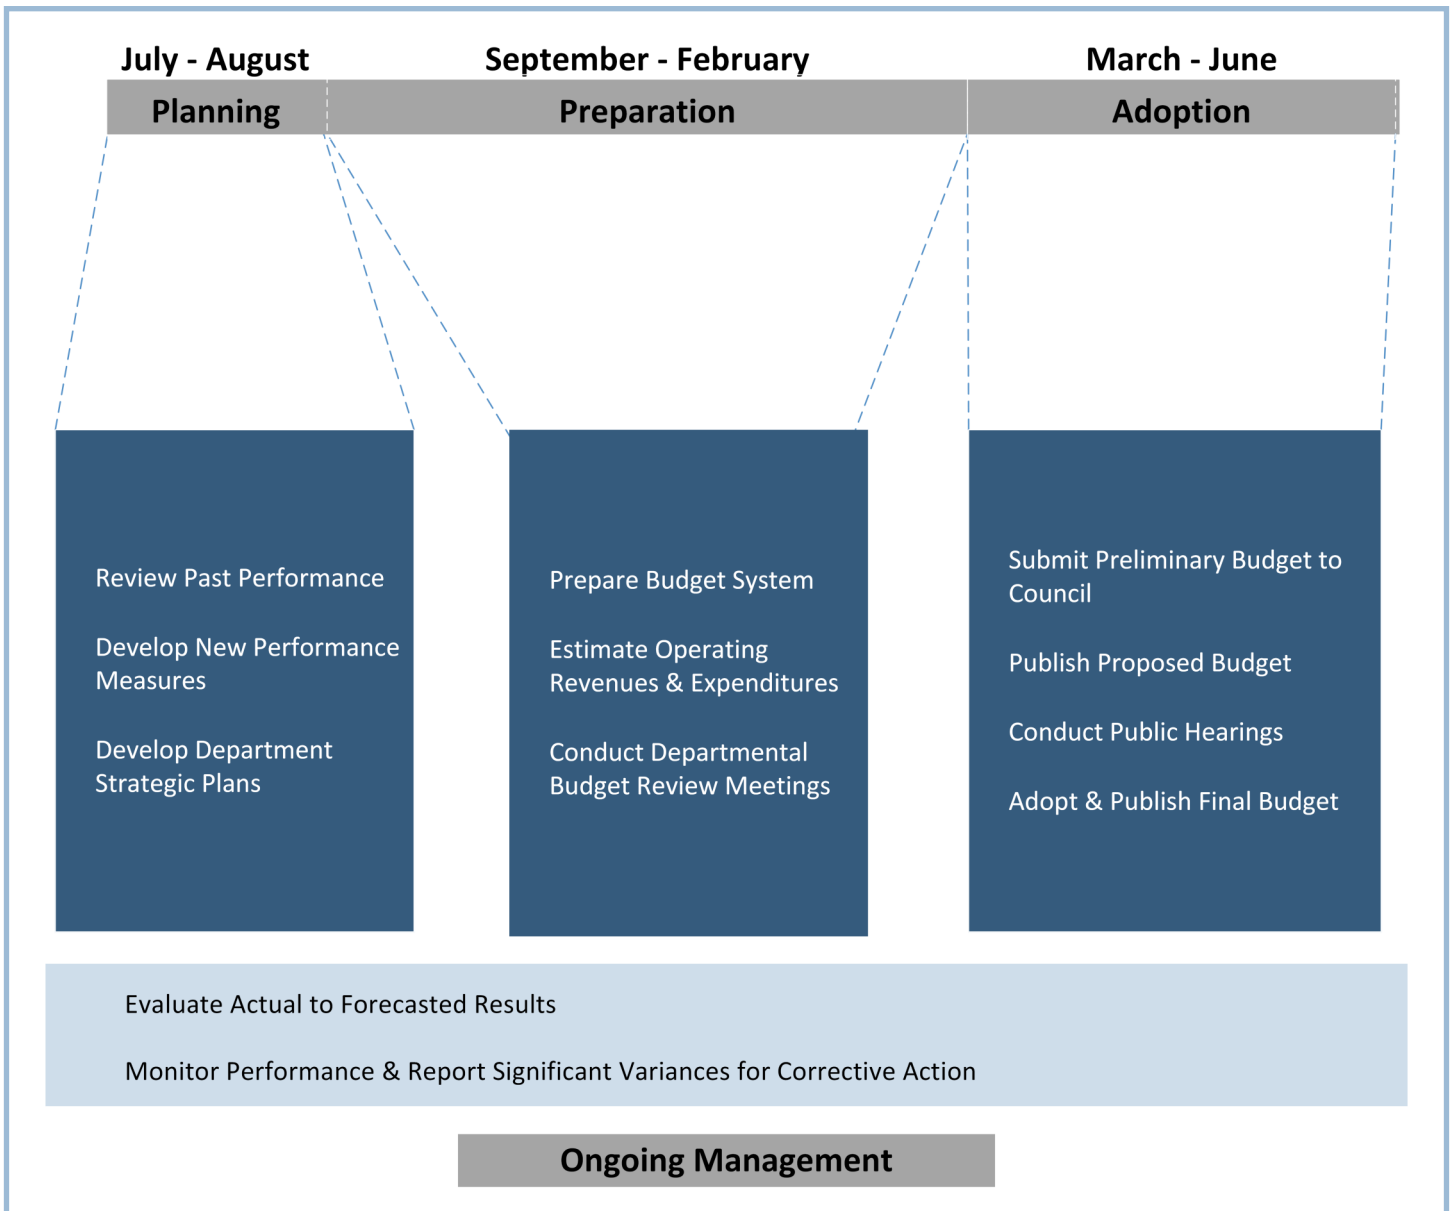 July - August
September - February
March - June
Planning
Preparation
Adoption
Review Past Performance
Develop New Performance
Measures
Develop Department
Strategic Plans
Prepare Budget System
Estimate Operating
Revenues & Expenditures
Conduct Departmental
Budget Review Meetings
Submit Preliminary Budget to
Council
Publish Proposed Budget
Conduct Public Hearings
Adopt & Publish Final Budget
Evaluate Actual to Forecasted Results
Monitor Performance & Report Significant Variances for Corrective Action
Ongoing Management